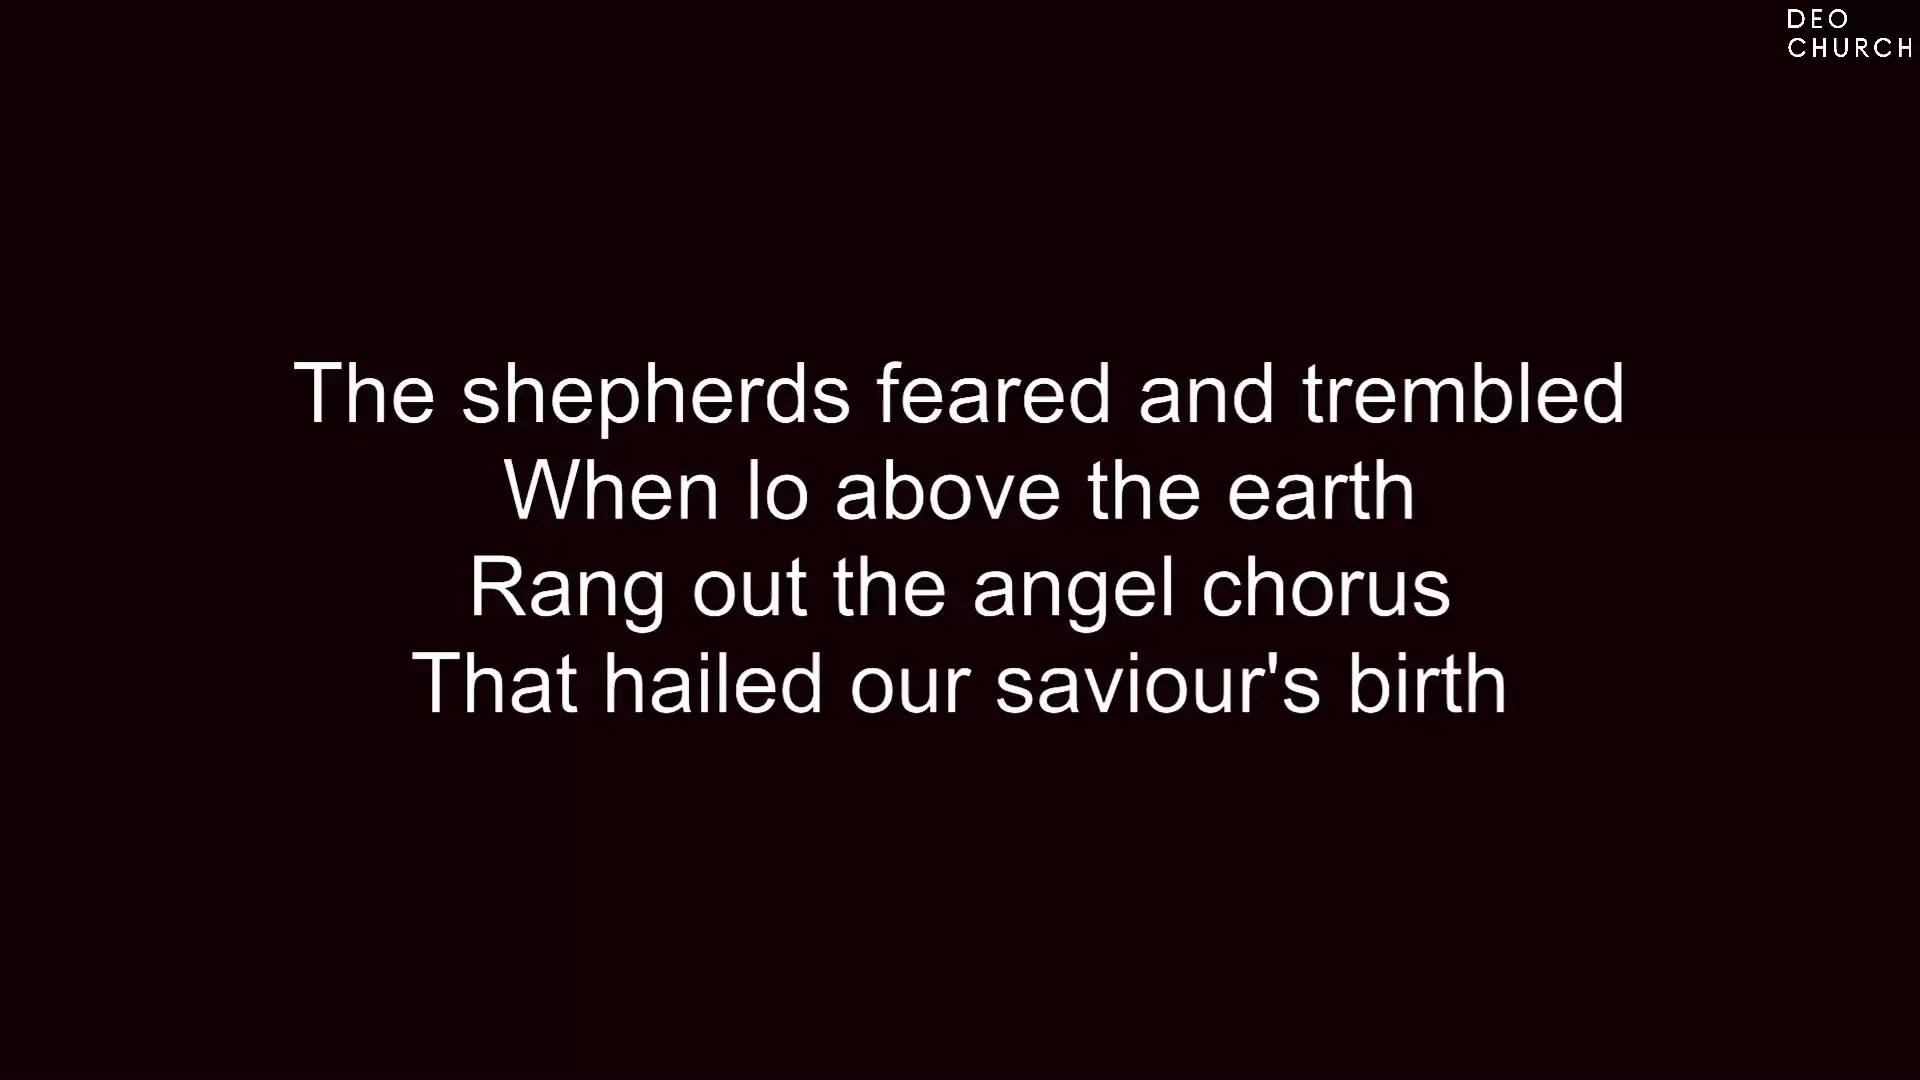 DEO
CHURCH
The shepherds feared and trembled
When lo above the earth
Rang out the angel chorus
That hailed our saviour's birth